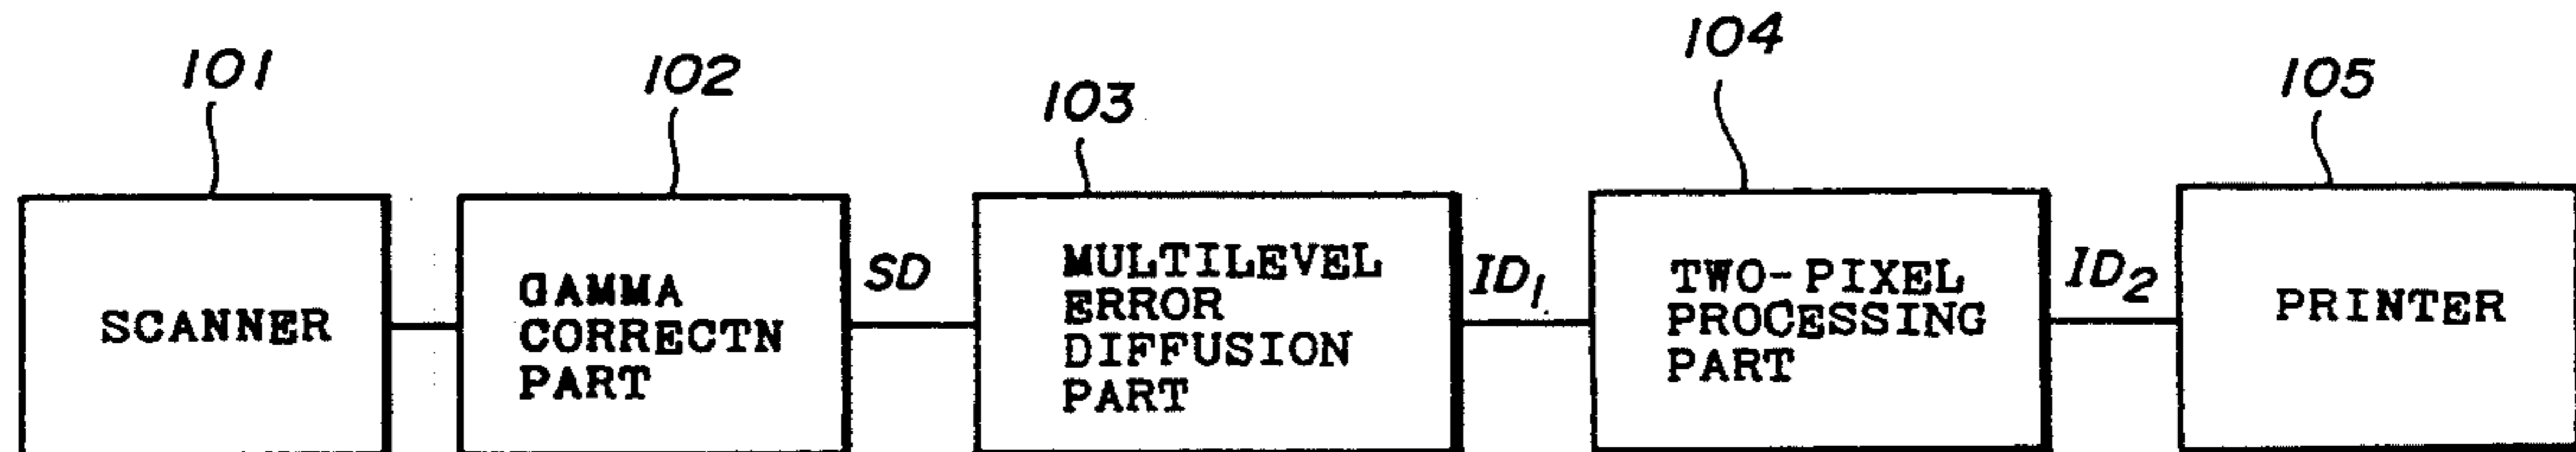 101
102
103
104
105
SCANNER
GAMMA
CORRECTN
PART
SD
MULTILEVEL
ERROR
DIFFUSION
PART
ID1
TWO-PIXEL
PROCESSING
PART
ID2
PRINTER